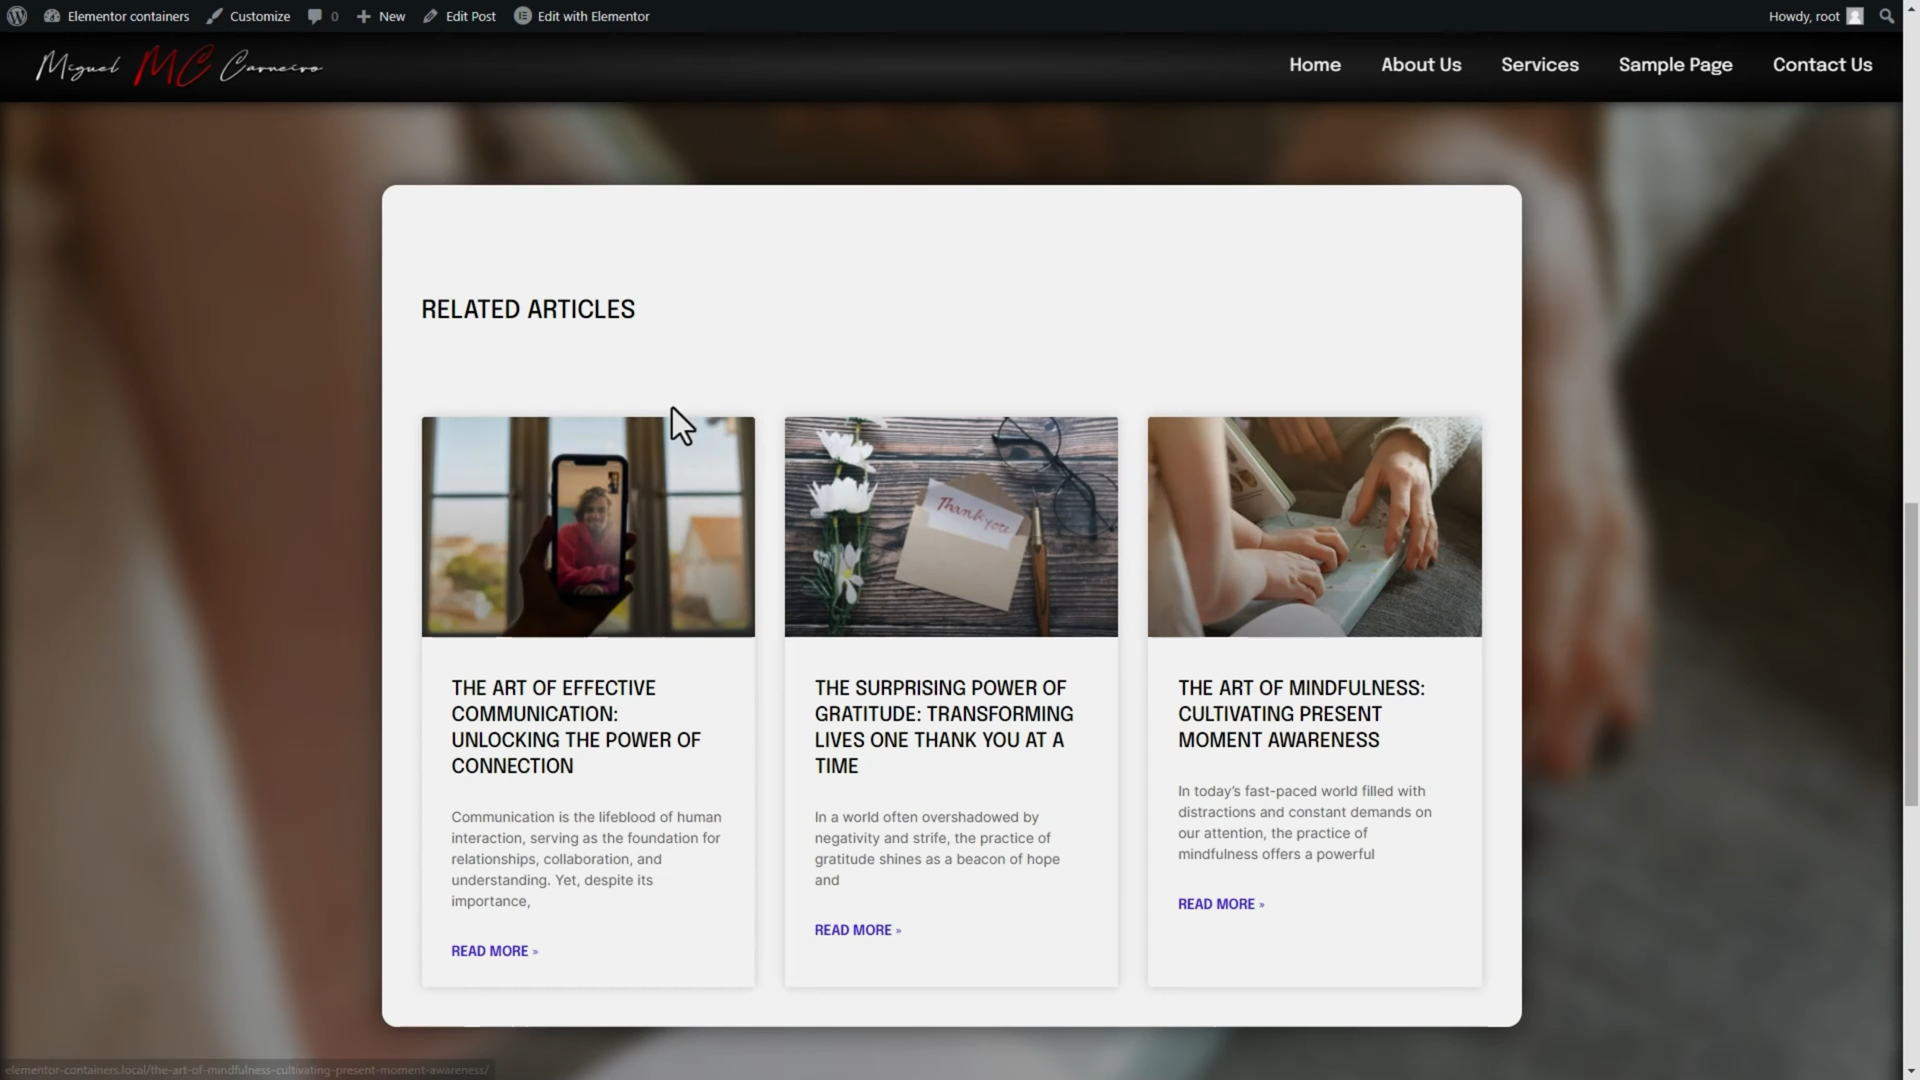 Elementor containers Customize 0 New Edit Post Edit with Elementor Howdy, root
Miguel MC Carneiro Home About Us Services Sample Page Contact Us
RELATED ARTICLES
Thank you
THE ART OF EFFECTIVE
COMMUNICATION:
UNLOCKING THE POWER OF
CONNECTION
Communication is the lifeblood of human
interaction, serving as the foundation for
relationships, collaboration, and
understanding. Yet, despite its
importance,
READ MORE »
THE SURPRISING POWER OF
GRATITUDE: TRANSFORMING
LIVES ONE THANK YOU AT A
TIME
In a world often overshadowed by
negativity and strife, the practice of
gratitude shines as a beacon of hope
and
READ MORE »
THE ART OF MINDFULNESS:
CULTIVATING PRESENT
MOMENT AWARENESS
In today’s fast-paced world filled with
distractions and constant demands on
our attention, the practice of
mindfulness offers a powerful
READ MORE »
elementor-containers.local/the-art-of-mindfulness-cultivating-present-moment-awareness/